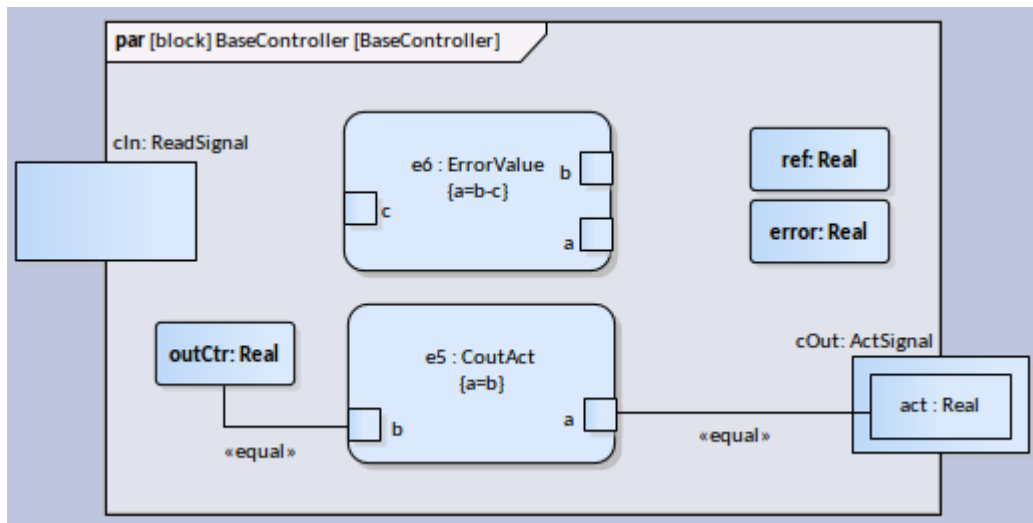 par [block] BaseController [BaseController]
cIn: ReadSignal
e6 : ErrorValue
{a=b-c}
b
c
a
ref: Real
error: Real
outCtr: Real
e5 : CoutAct
{a=b}
b
a
cOut: ActSignal
act : Real
«equal»
«equal»